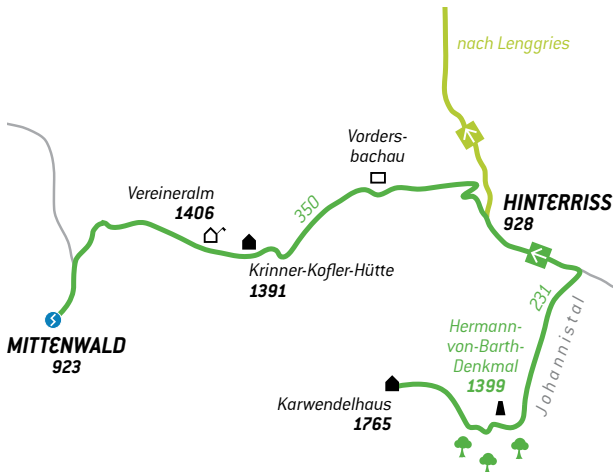 nach Lenggries
Vorders-
bachau
Vereineralm
1406
350
HINTERRISS
928
Krinner-Kofler-Hütte
1391
231
Johannistal
MITTENWALD
923
Hermann-
von-Barth-
Denkmal
1399
Karwendelhaus
1765